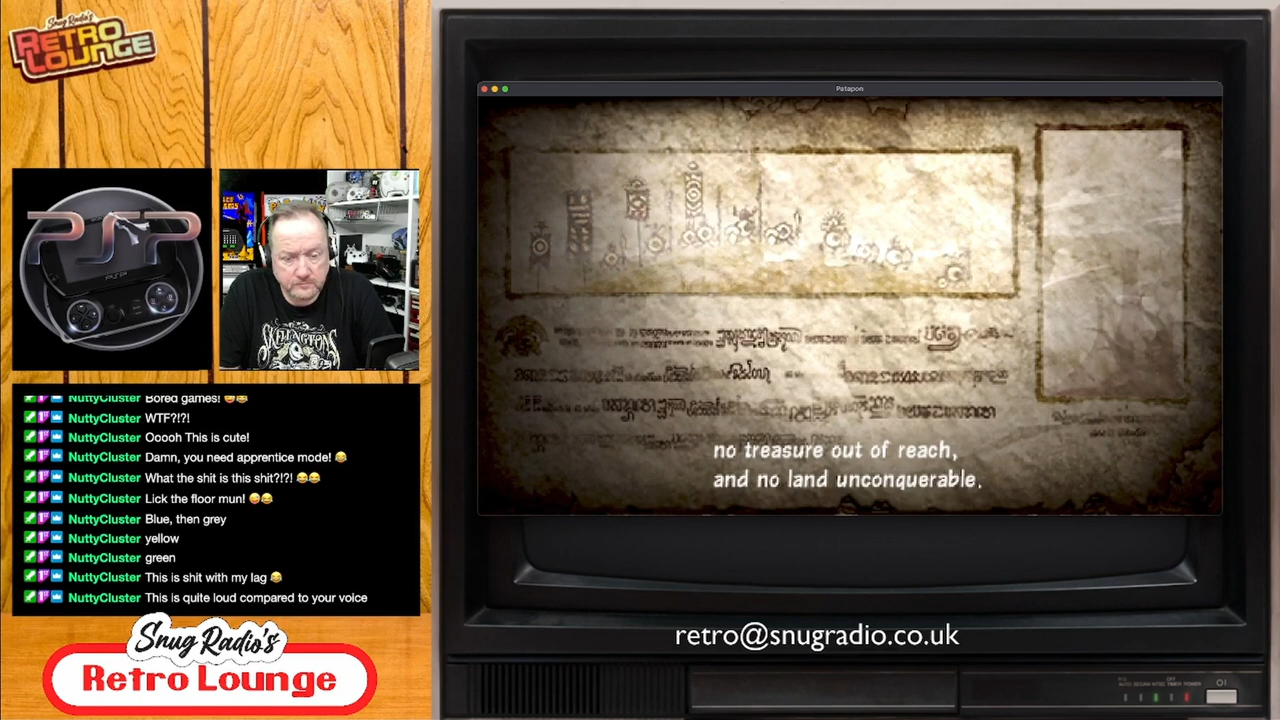 Snug Radio's
RETRO
LOUNGE
PSP
NuttyCluster Bored games! 😝😂
NuttyCluster WTF?!?!
NuttyCluster Ooooh This is cute!
NuttyCluster Damn, you need apprentice mode! 😂
NuttyCluster What the shit is this shit?!?! 😂😂
NuttyCluster Lick the floor mun! 😜😂
NuttyCluster Blue, then grey
NuttyCluster yellow
NuttyCluster green
NuttyCluster This is shit with my lag 😂
NuttyCluster This is quite loud compared to your voice
Snug Radio's
Retro Lounge
Patapon
no treasure out of reach,
and no land unconquerable.
retro@snugradio.co.uk